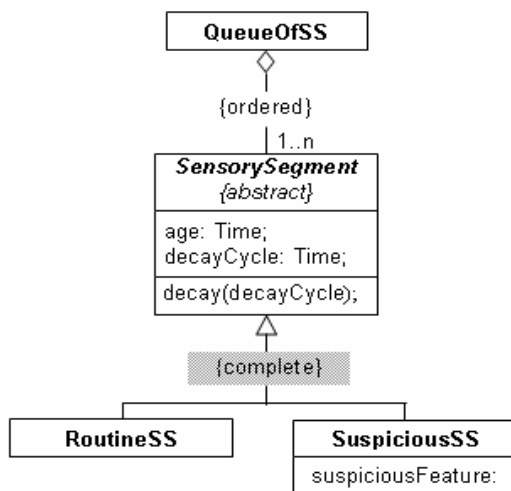 QueueOfSS
{ordered}
1..n
SensorySegment
{abstract}
age: Time;
decayCycle: Time;
decay(decayCycle);
{complete}
RoutineSS
SuspiciousSS
suspiciousFeature: